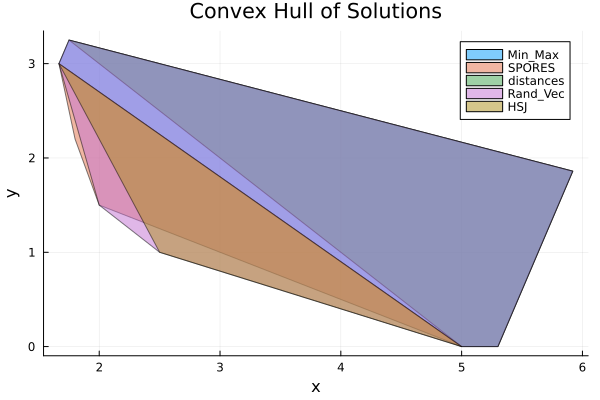 Convex Hull of Solutions
Min_Max
SPORES
distances
Rand_Vec
HSJ
3
2
1
0
y
2
3
4
5
6
x